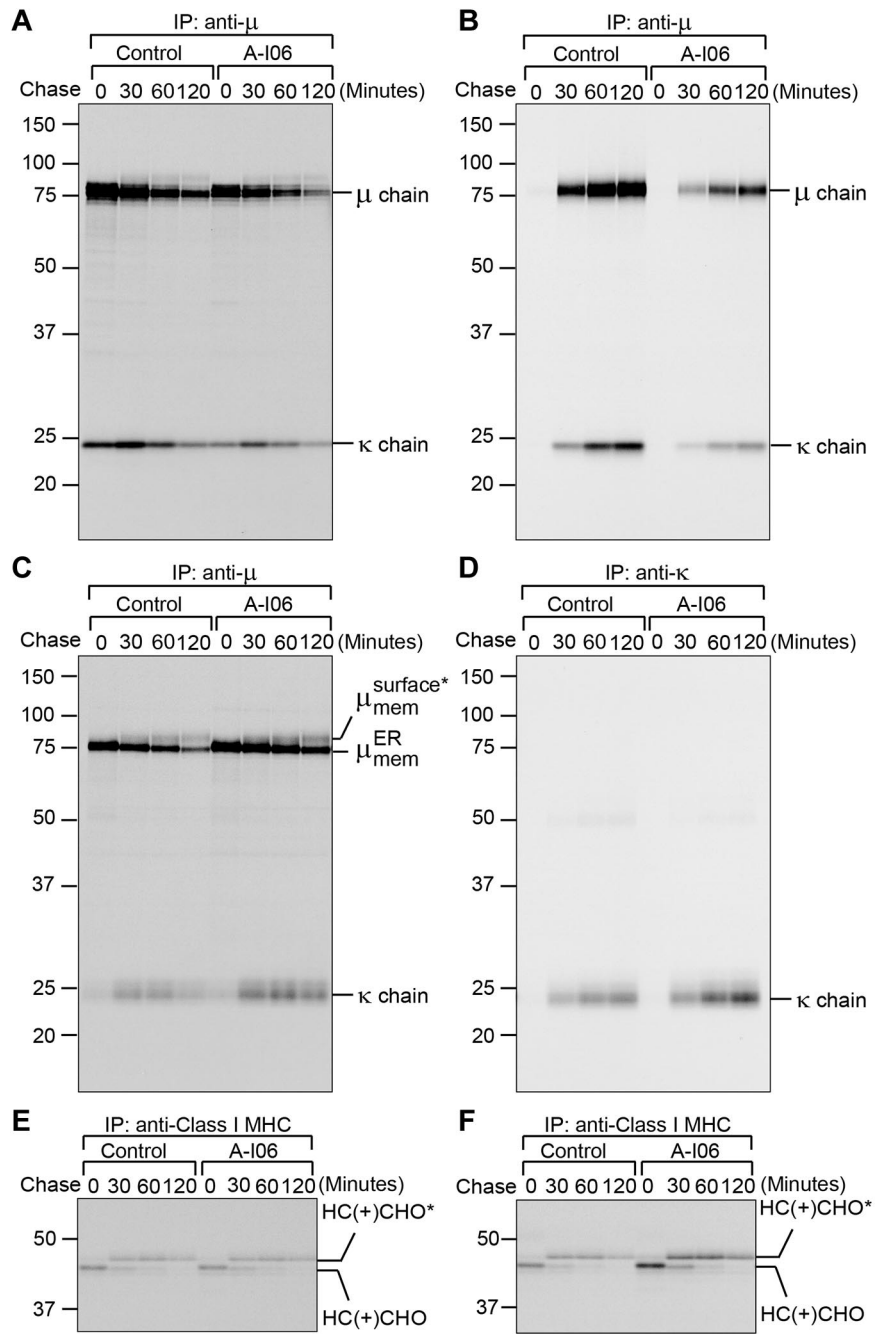 A
IP: anti-μ
Control A-I06
Chase 0 30 60 120 0 30 60 120 (Minutes)
150
100
75
50
37
25
20
μ chain
κ chain
B
IP: anti-μ
Control A-I06
Chase 0 30 60 120 0 30 60 120 (Minutes)
150
100
75
50
37
25
20
μ chain
κ chain
C
IP: anti-μ
Control A-I06
Chase 0 30 60 120 0 30 60 120 (Minutes)
150
100
75
50
37
25
20
μ surface* mem
μ ER mem
κ chain
D
IP: anti-κ
Control A-I06
Chase 0 30 60 120 0 30 60 120 (Minutes)
150
100
75
50
37
25
20
κ chain
E
IP: anti-Class I MHC
Control A-I06
Chase 0 30 60 120 0 30 60 120 (Minutes)
50
37
HC(+)CHO*
HC(+)CHO
F
IP: anti-Class I MHC
Control A-I06
Chase 0 30 60 120 0 30 60 120 (Minutes)
50
37
HC(+)CHO*
HC(+)CHO